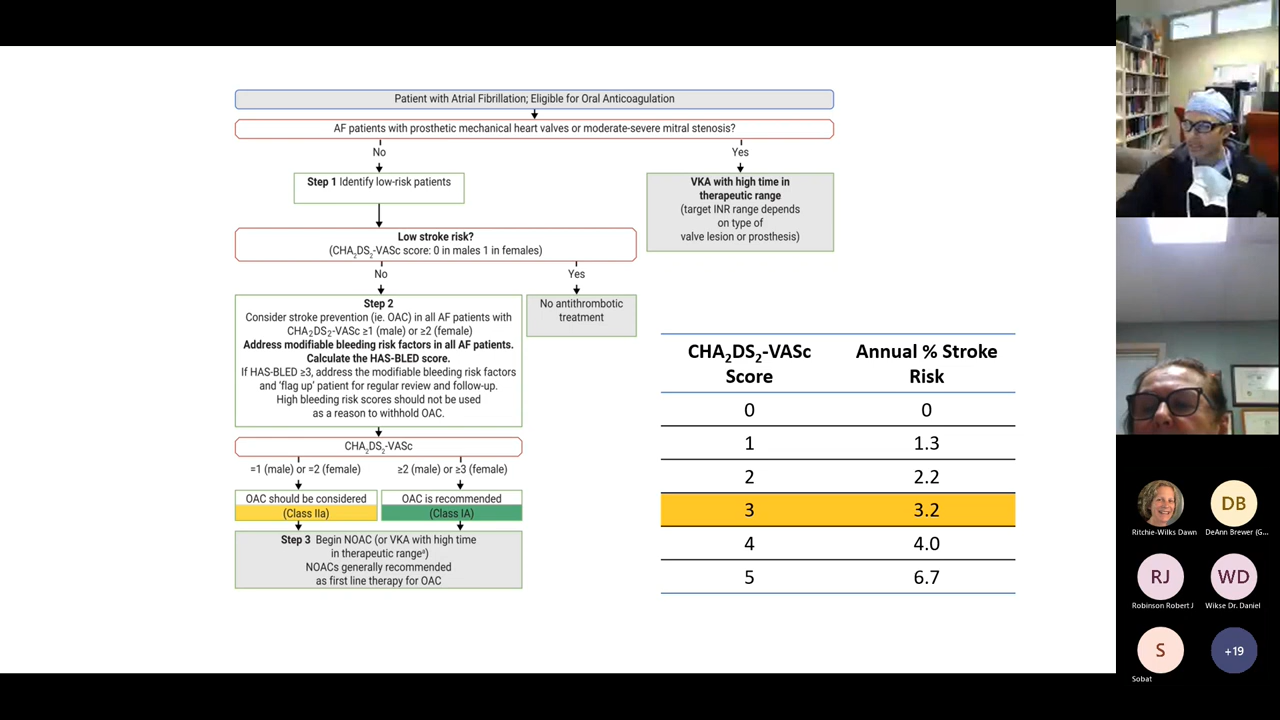 Patient with Atrial Fibrillation; Eligible for Oral Anticoagulation
AF patients with prosthetic mechanical heart valves or moderate-severe mitral stenosis?
No
Yes
Step 1 Identify low-risk patients
VKA with high time in
therapeutic range
(target INR range depends
on type of
valve lesion or prosthesis)
Low stroke risk?
(CHA₂DS₂-VASc score: 0 in males 1 in females)
No
Yes
Step 2
Consider stroke prevention (ie. OAC) in all AF patients with
CHA₂DS₂-VASc ≥1 (male) or ≥2 (female)
Address modifiable bleeding risk factors in all AF patients.
Calculate the HAS-BLED score.
If HAS-BLED ≥3, address the modifiable bleeding risk factors
and 'flag up' patient for regular review and follow-up.
High bleeding risk scores should not be used
as a reason to withhold OAC.
No antithrombotic
treatment
CHA₂DS₂-VASc
=1 (male) or =2 (female)
≥2 (male) or ≥3 (female)
OAC should be considered
(Class IIa)
OAC is recommended
(Class IA)
Step 3 Begin NOAC (or VKA with high time
in therapeutic rangeª)
NOACs generally recommended
as first line therapy for OAC
CHA₂DS₂-VASc Score
Annual % Stroke Risk
0 0
1 1.3
2 2.2
3 3.2
4 4.0
5 6.7
DB
Ritchie-Wilks Dawn
DeAnn Brewer (G...
RJ
WD
Robinson Robert J
Wikse Dr. Daniel
S
+19
Sobat